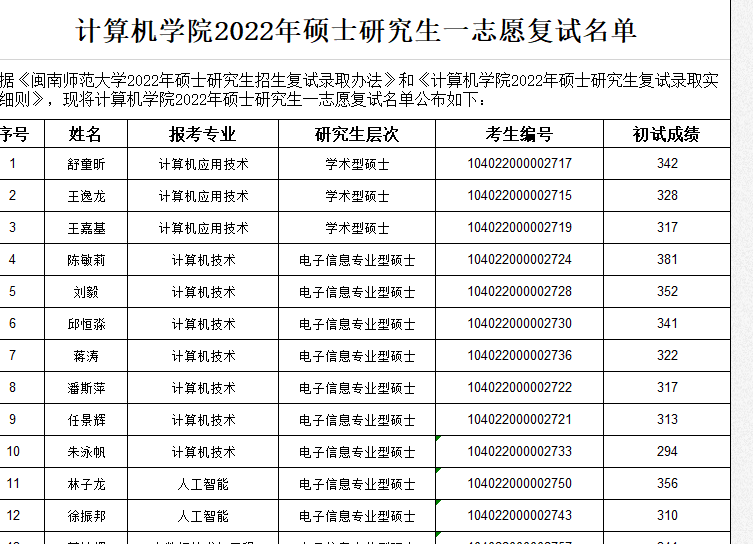 计算机学院2022年硕士研究生一志愿复试名单
据《闽南师范大学2022年硕士研究生招生复试录取办法》和《计算机学院2022年硕士研究生复试录取实
细则》，现将计算机学院2022年硕士研究生一志愿复试名单公布如下：
序号 姓名 报考专业 研究生层次 考生编号 初试成绩
1 舒童昕 计算机应用技术 学术型硕士 104022000002717 342
2 王逸龙 计算机应用技术 学术型硕士 104022000002715 328
3 王嘉基 计算机应用技术 学术型硕士 104022000002719 317
4 陈敏莉 计算机技术 电子信息专业型硕士 104022000002724 381
5 刘毅 计算机技术 电子信息专业型硕士 104022000002728 352
6 邱恒淼 计算机技术 电子信息专业型硕士 104022000002730 341
7 蒋涛 计算机技术 电子信息专业型硕士 104022000002736 322
8 潘斯萍 计算机技术 电子信息专业型硕士 104022000002722 317
9 任景辉 计算机技术 电子信息专业型硕士 104022000002721 313
10 朱泳帆 计算机技术 电子信息专业型硕士 104022000002733 294
11 林子龙 人工智能 电子信息专业型硕士 104022000002750 356
12 徐振邦 人工智能 电子信息专业型硕士 104022000002743 310